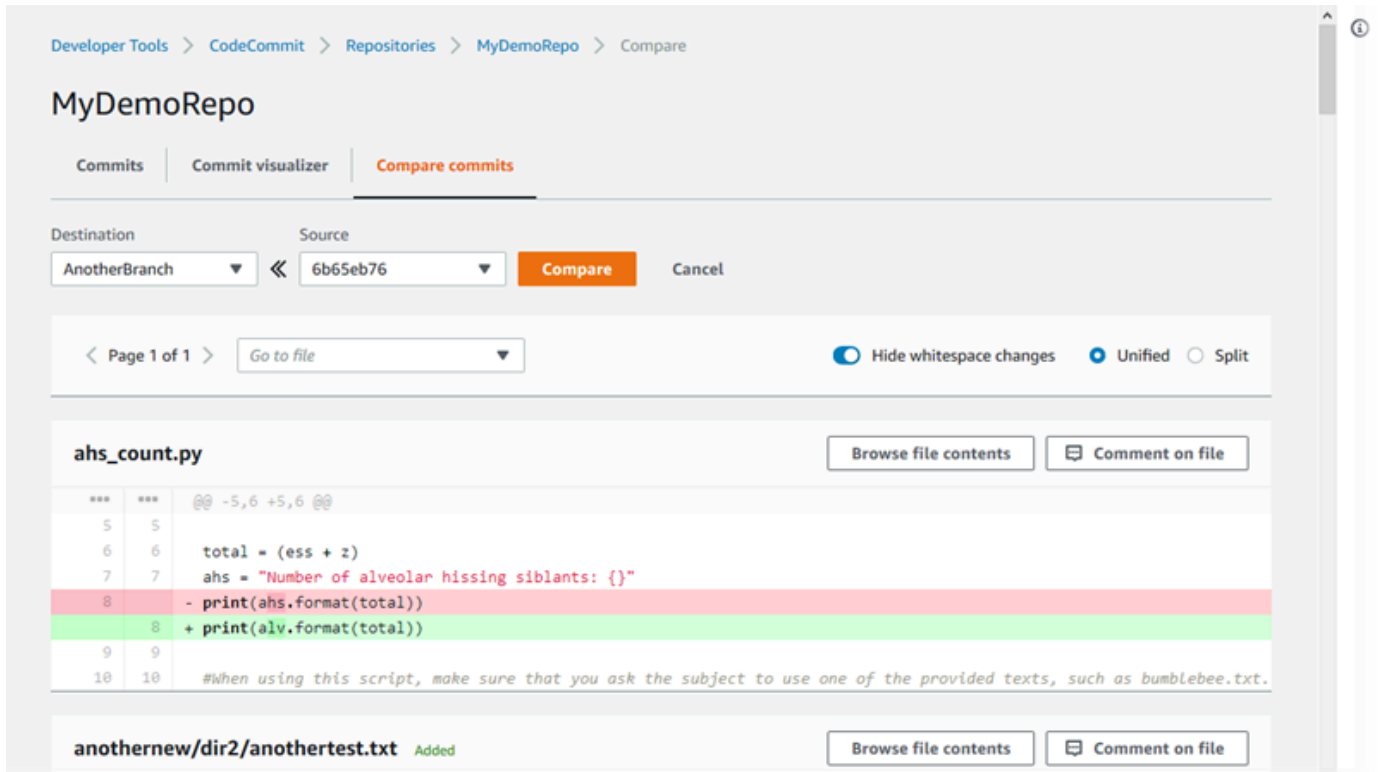 Developer Tools > CodeCommit > Repositories > MyDemoRepo > Compare
MyDemoRepo
Commits Commit visualizer Compare commits
Destination Source
AnotherBranch 6b65eb76 Compare Cancel
Page 1 of 1 Go to file Hide whitespace changes Unified Split
ahs_count.py Browse file contents Comment on file
@@ -5,6 +5,6 @@
5 5
6 6 total = (ess + z)
7 7 ahs = "Number of alveolar hissing siblants: {}"
8 - print(ahs.format(total))
8 + print(alv.format(total))
9 9
10 10 #When using this script, make sure that you ask the subject to use one of the provided texts, such as bumblebee.txt.
anothernew/dir2/anothertest.txt Added Browse file contents Comment on file